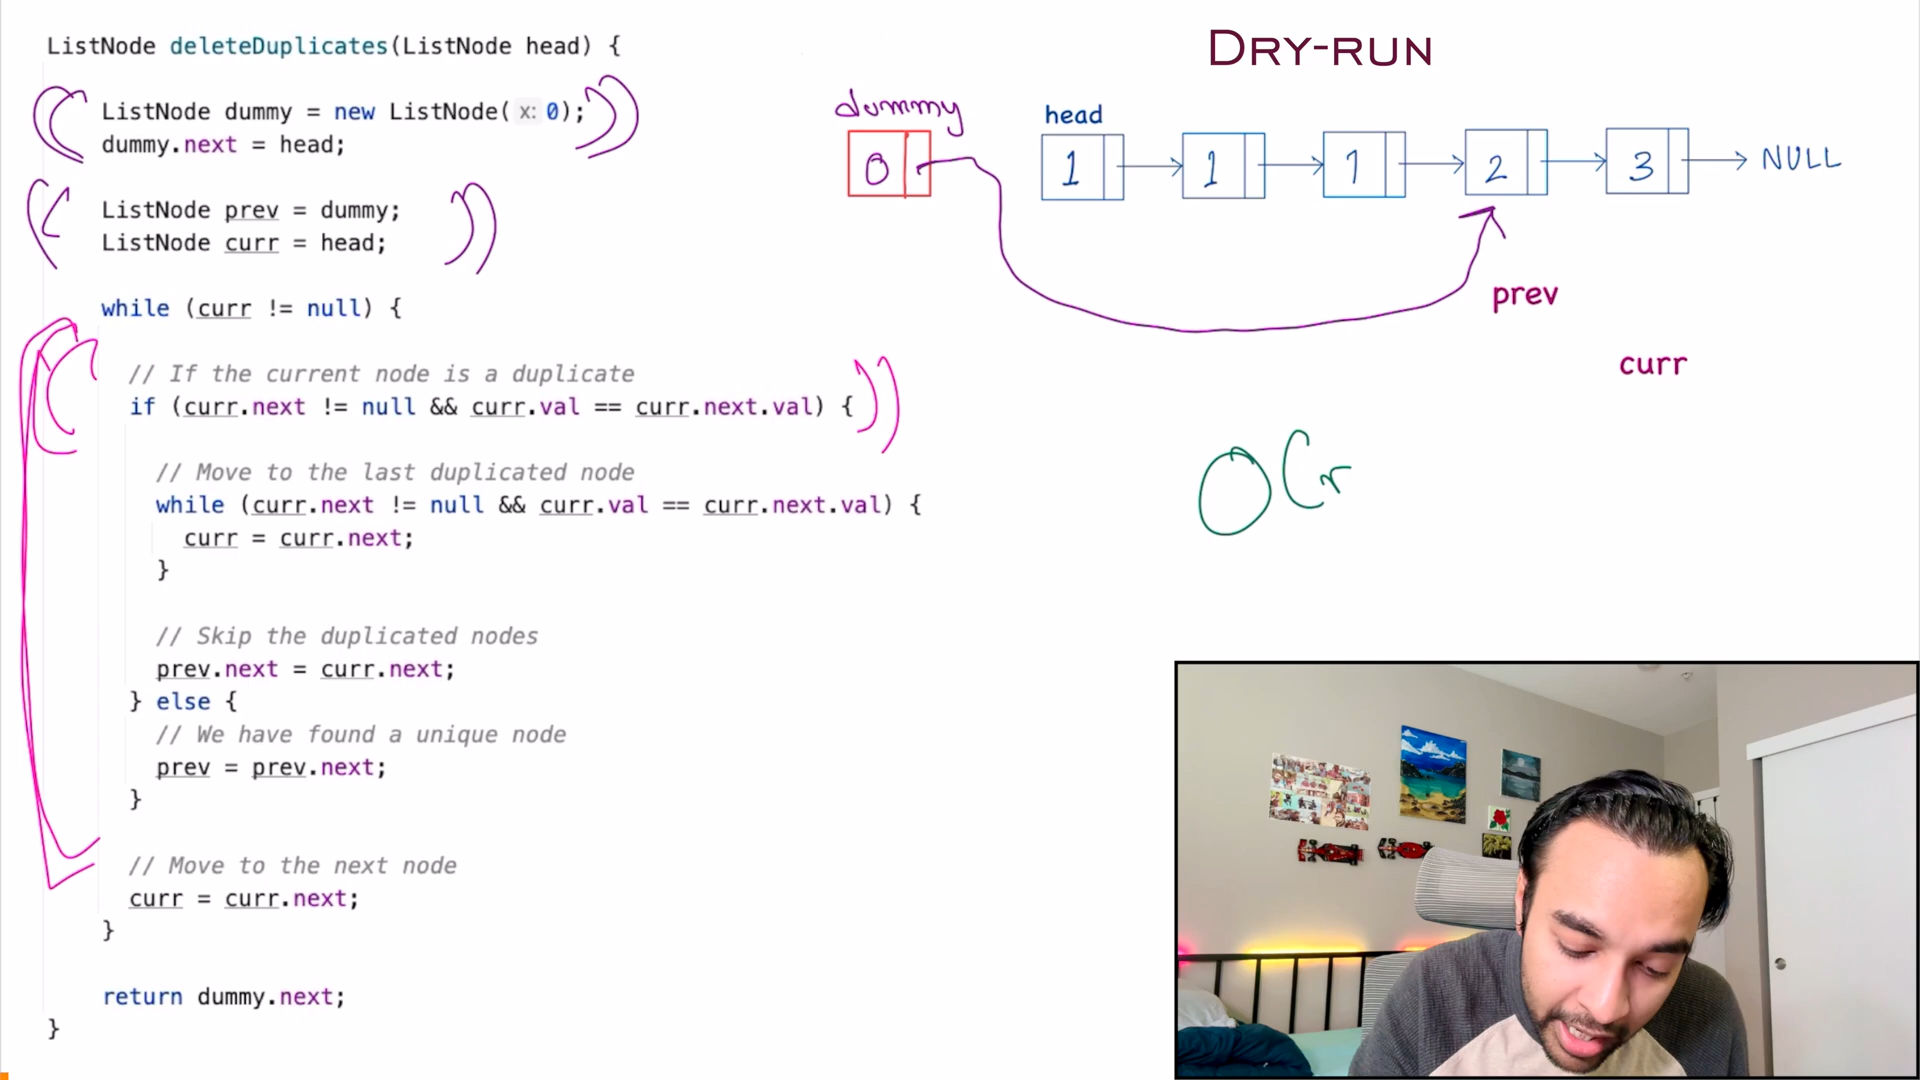 ListNode deleteDuplicates(ListNode head) {
ListNode dummy = new ListNode( x: 0);
dummy.next = head;
ListNode prev = dummy;
ListNode curr = head;
while (curr != null) {
// If the current node is a duplicate
if (curr.next != null && curr.val == curr.next.val) {
// Move to the last duplicated node
while (curr.next != null && curr.val == curr.next.val) {
curr = curr.next;
}
// Skip the duplicated nodes
prev.next = curr.next;
} else {
// We have found a unique node
prev = prev.next;
}
// Move to the next node
curr = curr.next;
}
return dummy.next;
}
DRY-RUN
dummy
head
0 1 1 1 2 3 NULL
prev
curr
O(n